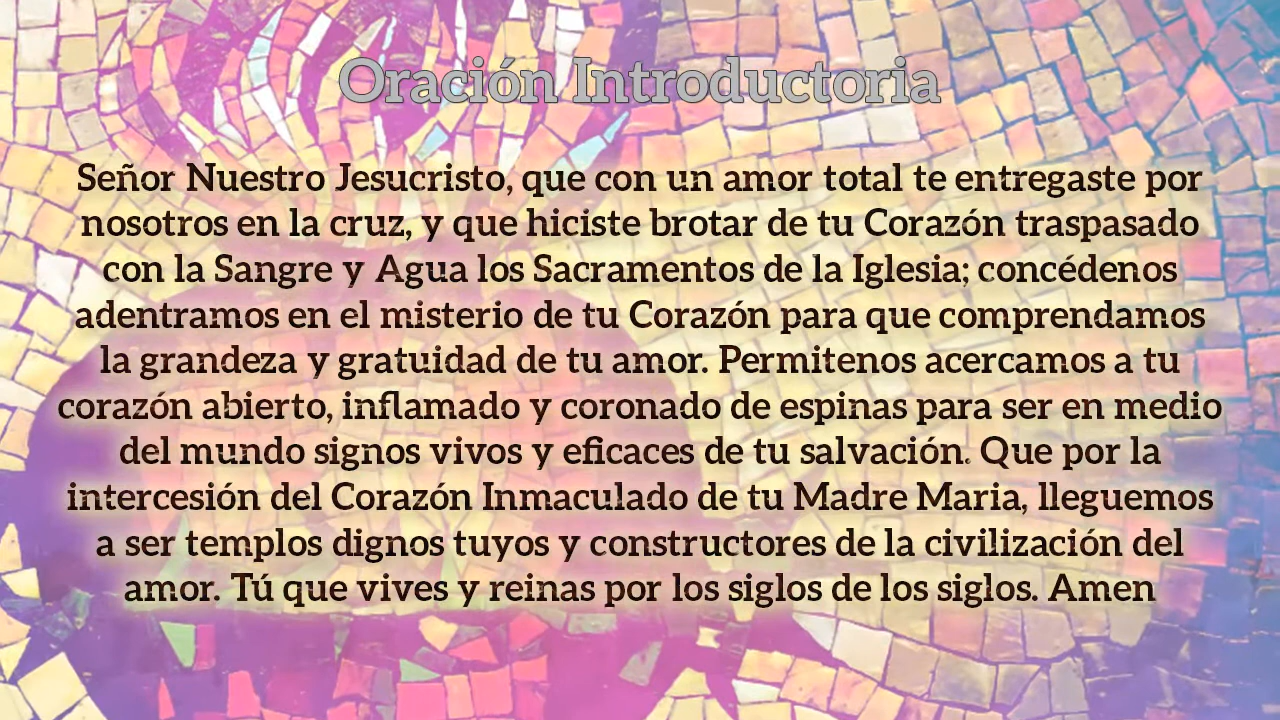 Oración Introductoria
Señor Nuestro Jesucristo, que con un amor total te entregaste por
nosotros en la cruz, y que hiciste brotar de tu Corazón traspasado
con la Sangre y Agua los Sacramentos de la Iglesia; concédenos
adentramos en el misterio de tu Corazón para que comprendamos
la grandeza y gratuidad de tu amor. Permitenos acercamos a tu
corazón abierto, inflamado y coronado de espinas para ser en medio
del mundo signos vivos y eficaces de tu salvación. Que por la
intercesión del Corazón Inmaculado de tu Madre Maria, lleguemos
a ser templos dignos tuyos y constructores de la civilización del
amor. Tú que vives y reinas por los siglos de los siglos. Amen